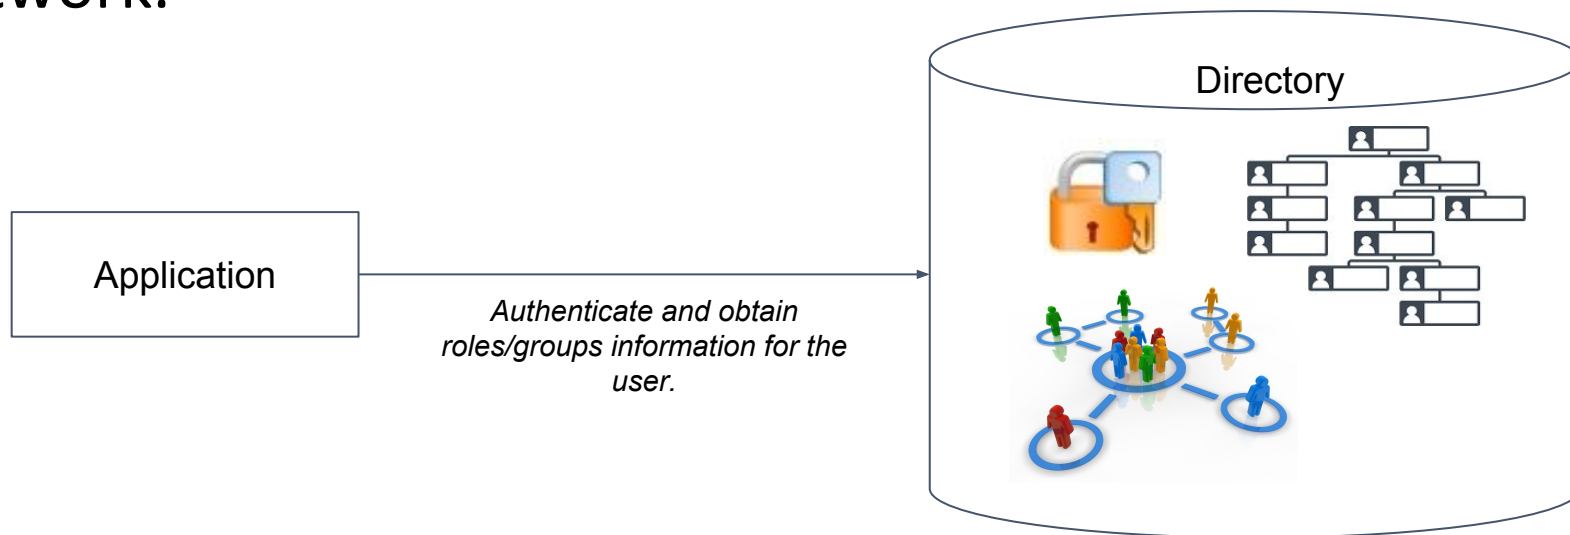 Directory
Application
Authenticate and obtain
roles/groups information for the
user.